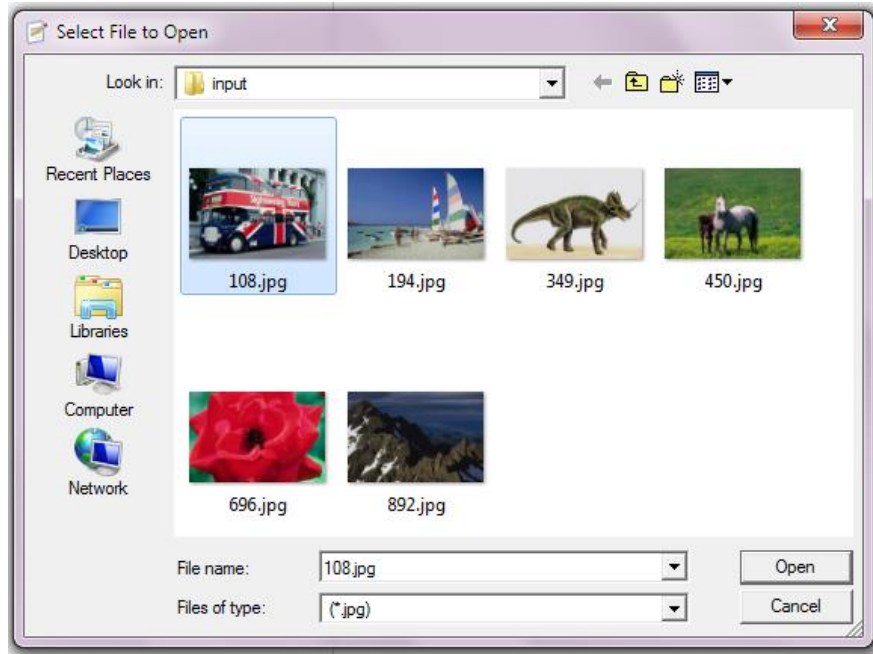 Select File to Open
Look in: input
Recent Places
Desktop
Libraries
Computer
Network
108.jpg 194.jpg 349.jpg 450.jpg
696.jpg 892.jpg
File name: 108.jpg Open
Files of type: (*.jpg) Cancel